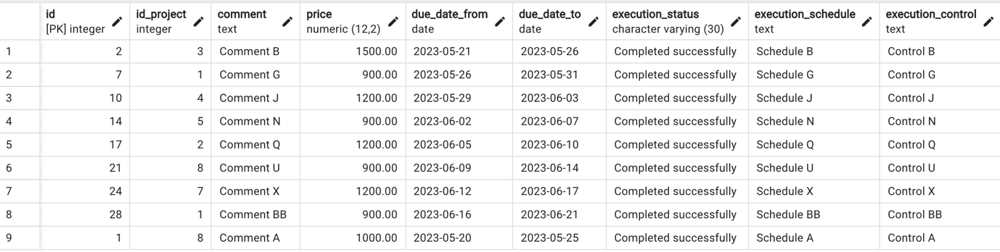 id id_project comment price due_date_from due_date_to execution_status execution_schedule execution_control
[PK] integer integer text numeric (12,2) date date character varying (30) text text
1 2 3 Comment B 1500.00 2023-05-21 2023-05-26 Completed successfully Schedule B Control B
2 7 1 Comment G 900.00 2023-05-26 2023-05-31 Completed successfully Schedule G Control G
3 10 4 Comment J 1200.00 2023-05-29 2023-06-03 Completed successfully Schedule J Control J
4 14 5 Comment N 900.00 2023-06-02 2023-06-07 Completed successfully Schedule N Control N
5 17 2 Comment Q 1200.00 2023-06-05 2023-06-10 Completed successfully Schedule Q Control Q
6 21 8 Comment U 900.00 2023-06-09 2023-06-14 Completed successfully Schedule U Control U
7 24 7 Comment X 1200.00 2023-06-12 2023-06-17 Completed successfully Schedule X Control X
8 28 1 Comment BB 900.00 2023-06-16 2023-06-21 Completed successfully Schedule BB Control BB
9 1 8 Comment A 1000.00 2023-05-20 2023-05-25 Completed successfully Schedule A Control A